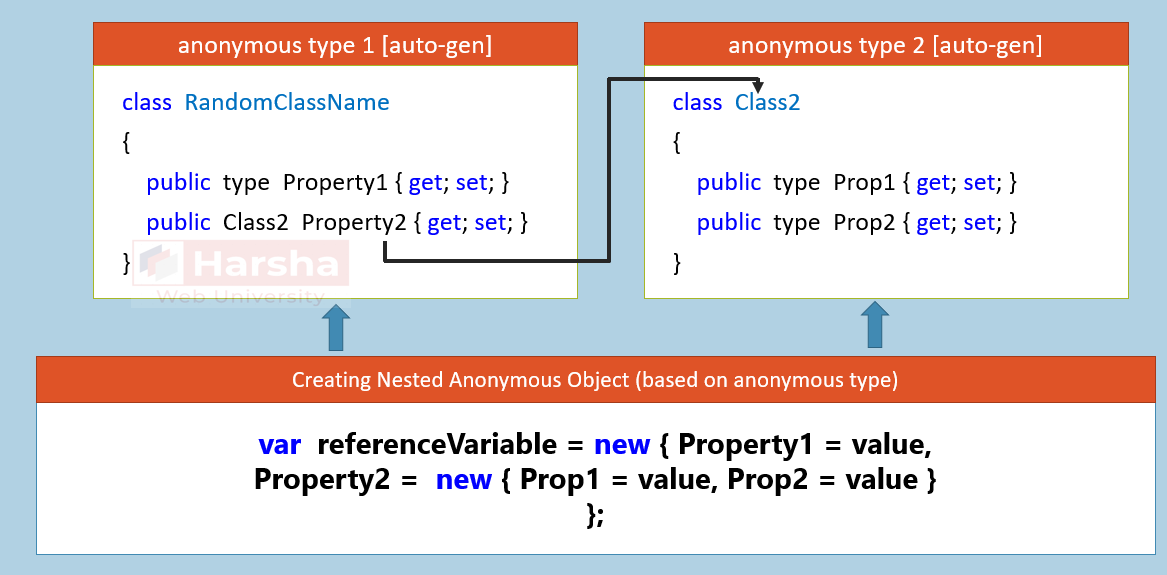 anonymous type 1 [auto-gen]
class RandomClassName
{
public type Property1 { get; set; }
public Class2 Property2 { get; set; }
}
Harsha
Web University
anonymous type 2 [auto-gen]
class Class2
{
public type Prop1 { get; set; }
public type Prop2 { get; set; }
}
Creating Nested Anonymous Object (based on anonymous type)
var referenceVariable = new { Property1 = value,
Property2 = new { Prop1 = value, Prop2 = value }
};